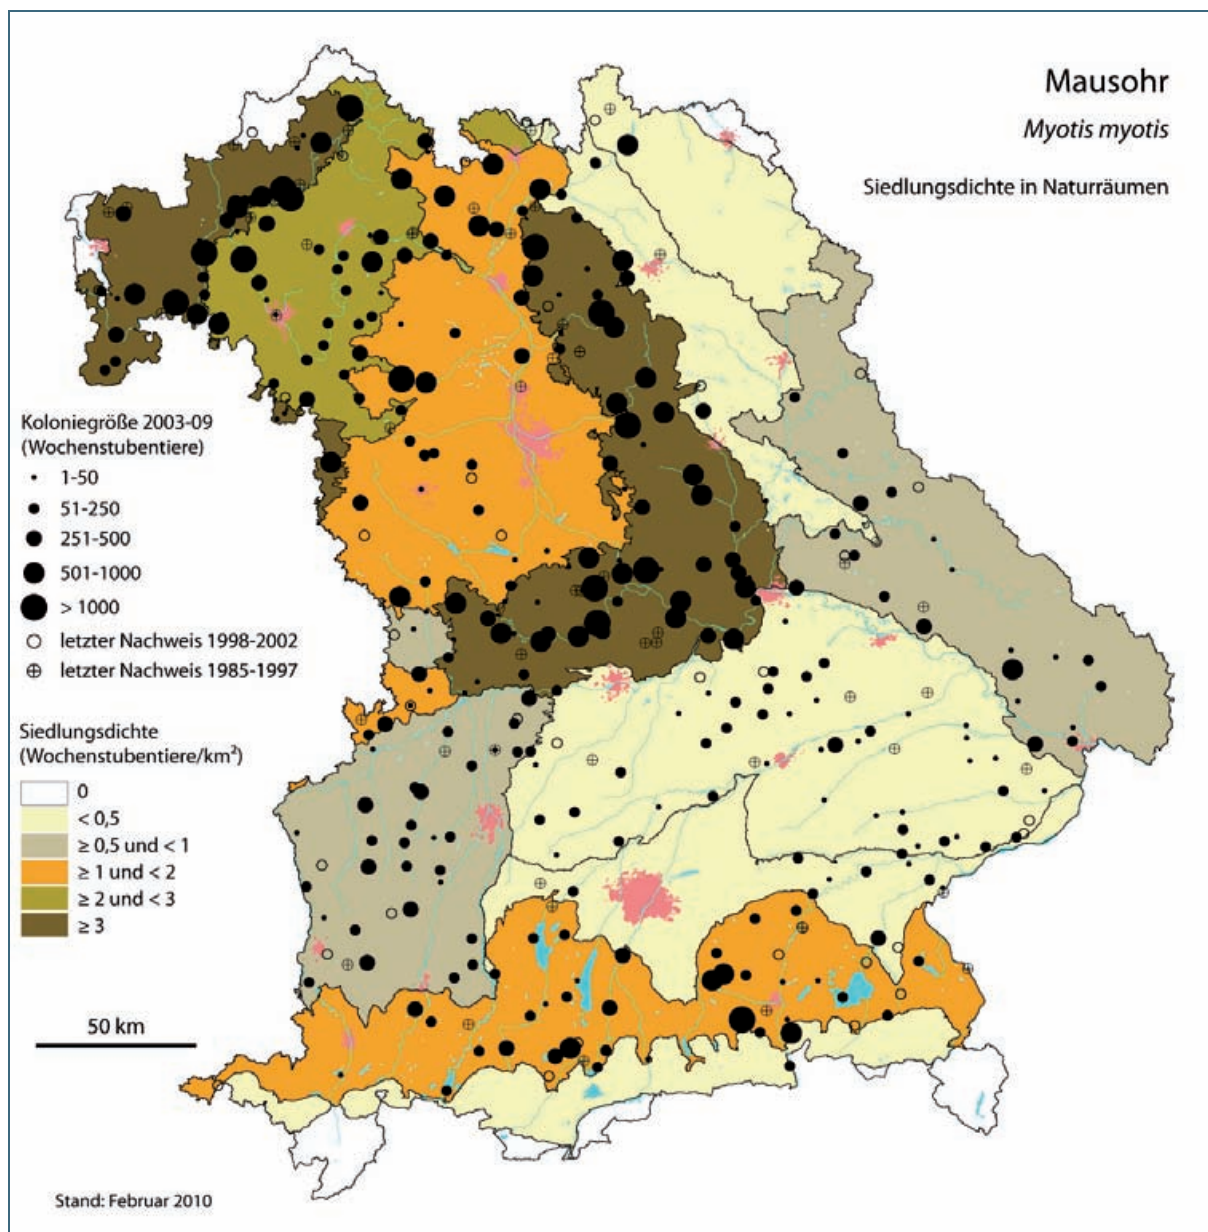 Mausohr
Myotis myotis
Siedlungsdichte in Naturräumen
Koloniegröße 2003-09
(Wochenstubentiere)
1-50
51-250
251-500
501-1000
> 1000
letzter Nachweis 1998-2002
letzter Nachweis 1985-1997
Siedlungsdichte
(Wochenstubentiere/km²)
0
< 0,5
≥ 0,5 und < 1
≥ 1 und < 2
≥ 2 und < 3
≥ 3
50 km
Stand: Februar 2010